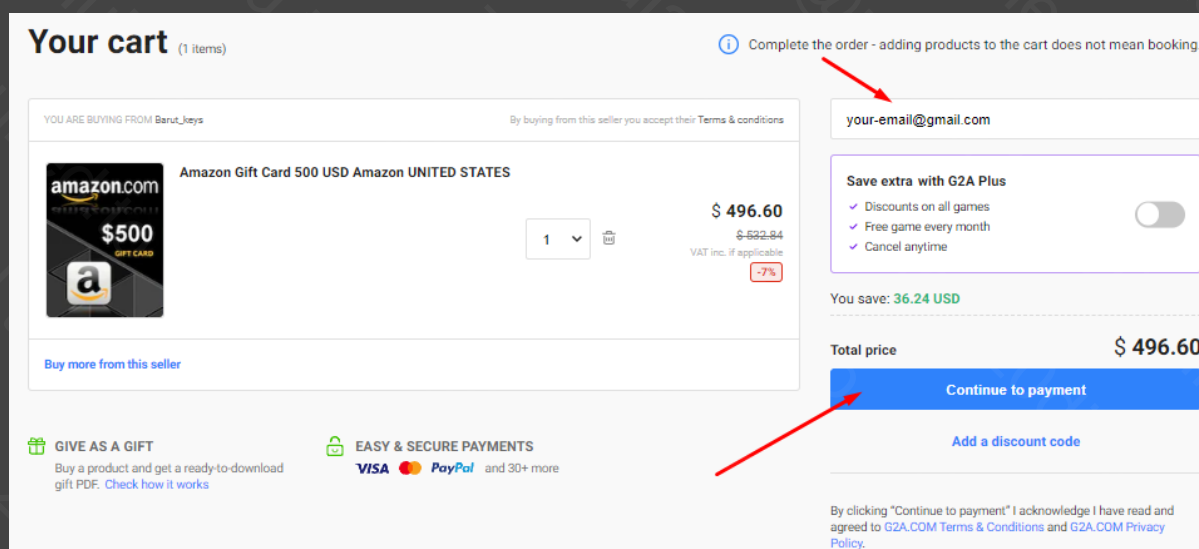 Your cart (1 items)
Complete the order - adding products to the cart does not mean booking
YOU ARE BUYING FROM Barut_keys
By buying from this seller you accept their Terms & conditions
amazon.com
$500
GIFT CARD
a
Amazon Gift Card 500 USD Amazon UNITED STATES
1
$ 496.60
$ 532.84
VAT inc. if applicable
-7%
Buy more from this seller
GIVE AS A GIFT
Buy a product and get a ready-to-download
gift PDF. Check how it works
EASY & SECURE PAYMENTS
VISA PayPal and 30+ more
your-email@gmail.com
Save extra with G2A Plus
Discounts on all games
Free game every month
Cancel anytime
You save: 36.24 USD
Total price $ 496.60
Continue to payment
Add a discount code
By clicking "Continue to payment" I acknowledge I have read and
agreed to G2A.COM Terms & Conditions and G2A.COM Privacy
Policy.